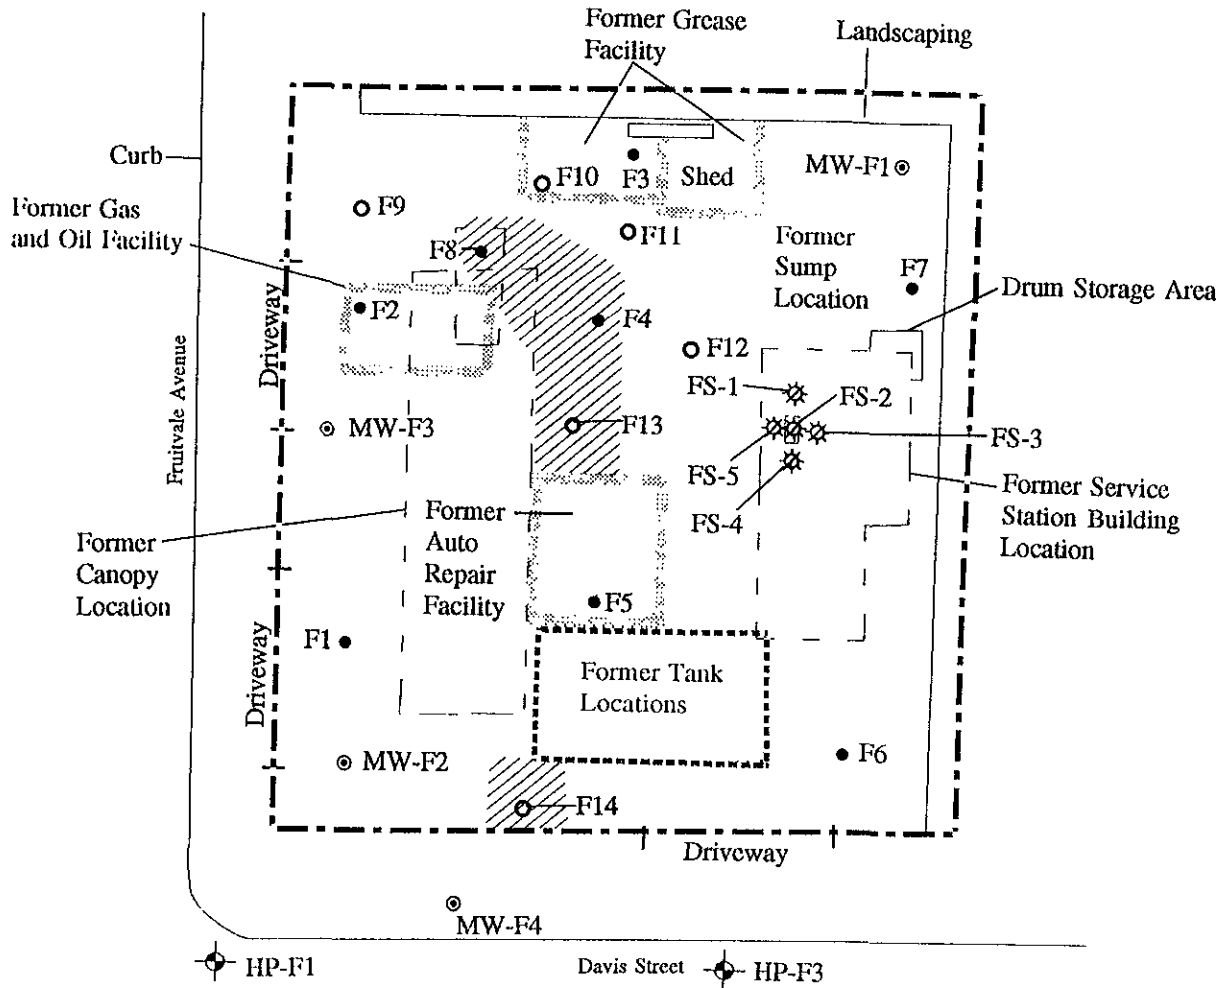 Former Grease
Facility
Landscaping
Curb
MW-F1
F10
F3
Shed
Former Gas
and Oil Facility
F9
F8
F11
Former
Sump
Location
F7
Drum Storage Area
F2
F4
Driveway
F12
FS-1
FS-2
Fruitvale Avenue
MW-F3
F13
FS-3
FS-5
FS-4
Former Service
Station Building
Location
Former
Canopy
Location
Former
Auto
Repair
Facility
F5
F1
Driveway
Former Tank
Locations
MW-F2
F6
F14
Driveway
MW-F4
HP-F1
Davis Street
HP-F3